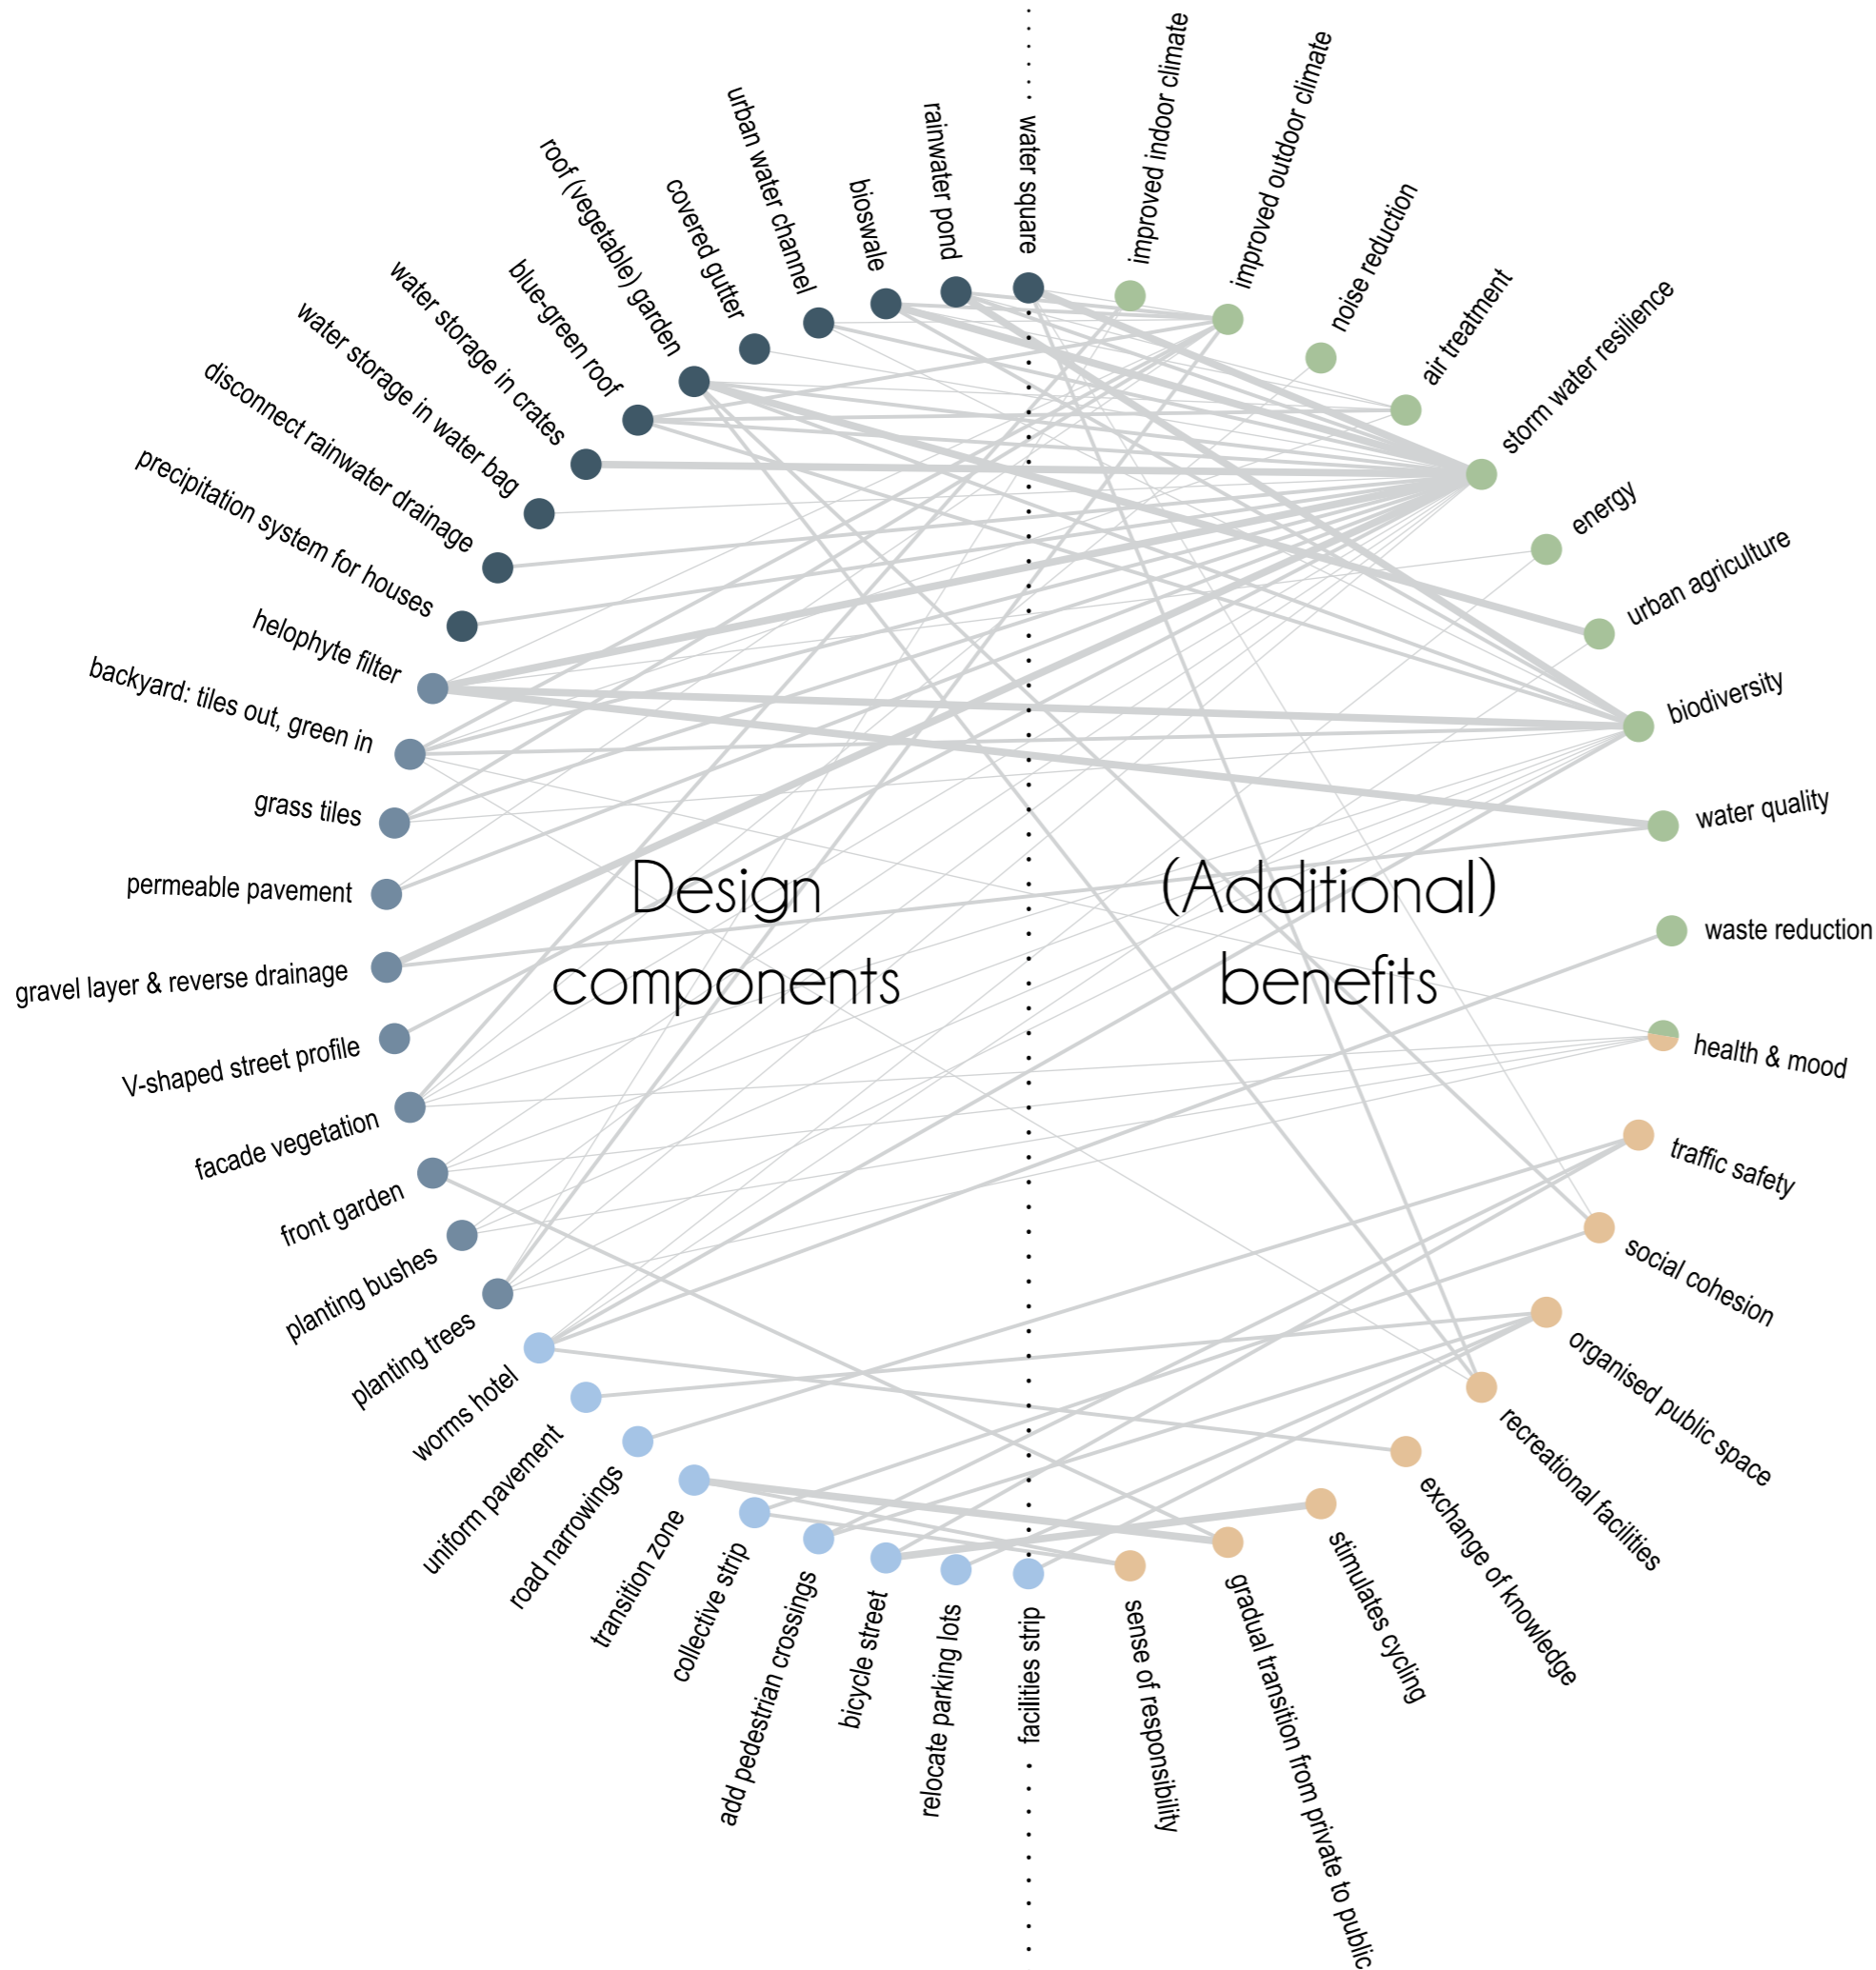 water square
rainwater pond
bioswale
urban water channel
covered gutter
roof (vegetable) garden
blue-green roof
water storage in crates
water storage in water bag
disconnect rainwater drainage
precipitation system for houses
helophyte filter
backyard: tiles out, green in
grass tiles
permeable pavement
gravel layer & reverse drainage
V-shaped street profile
facade vegetation
front garden
planting bushes
planting trees
worms hotel
uniform pavement
road narrowings
transition zone
collective strip
add pedestrian crossings
bicycle street
relocate parking lots
facilities strip
Design
components
(Additional)
benefits
improved indoor climate
improved outdoor climate
noise reduction
air treatment
storm water resilience
energy
urban agriculture
biodiversity
water quality
waste reduction
health & mood
traffic safety
social cohesion
organised public space
recreational facilities
exchange of knowledge
stimulates cycling
gradual transition from private to public
sense of responsibility